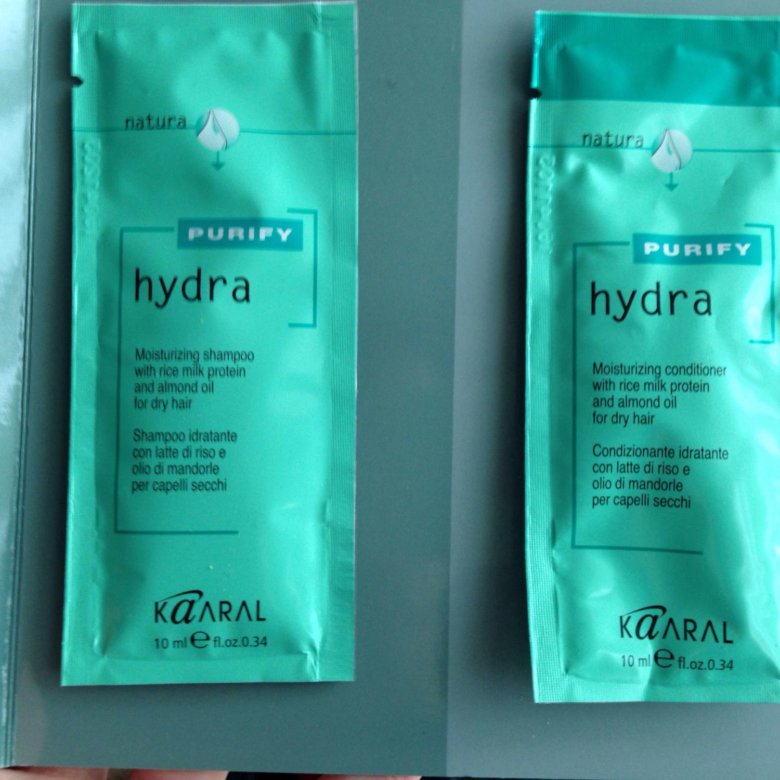 natura
PURIFY
hydra
Moisturizing shampoo
with rice milk protein
and almond oil
for dry hair
Shampoo idratante
con latte di riso e
olio di mandorle
per capelli secchi
KAARAL
10 ml e fl.oz.0.34
natura
PURIFY
hydra
Moisturizing conditioner
with rice milk protein
and almond oil
for dry hair
Condizionante idratante
con latte di riso e
olio di mandorle
per capelli secchi
KAARAL
10 ml e fl.oz.0.34